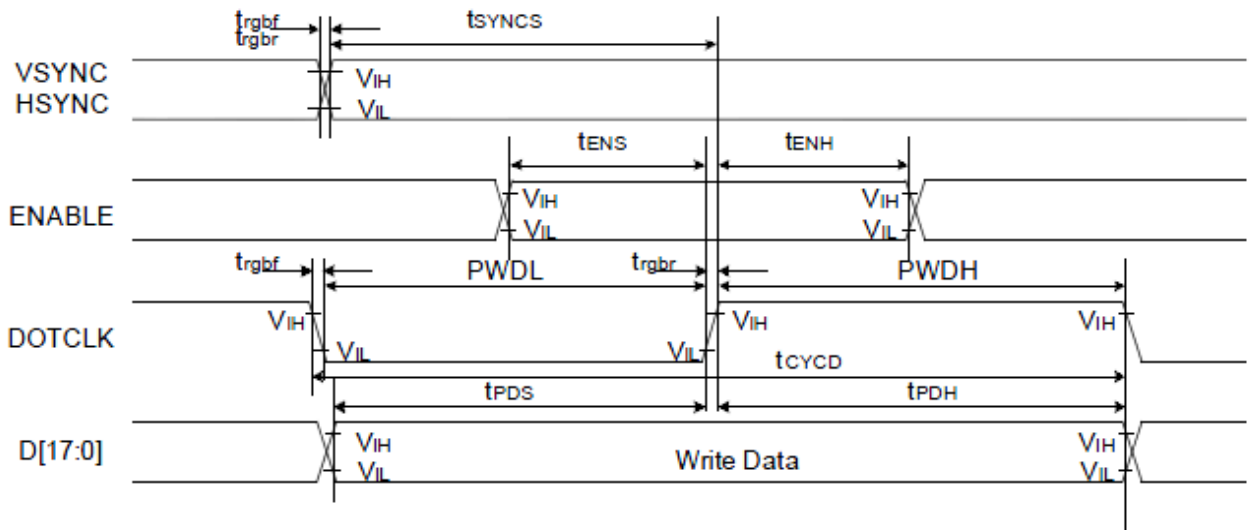 trgbf tSYNCS
trgbr
VSYNC VIH
HSYNC VIL
tENS tENH
ENABLE VIH VIH
VIL VIL
trgbf PWDL trgbr PWDH
VIH VIH VIH
DOTCLK VIL VIL
tCYCD
tPDS tPDH
D[17:0] VIH VIH
VIL Write Data VIL